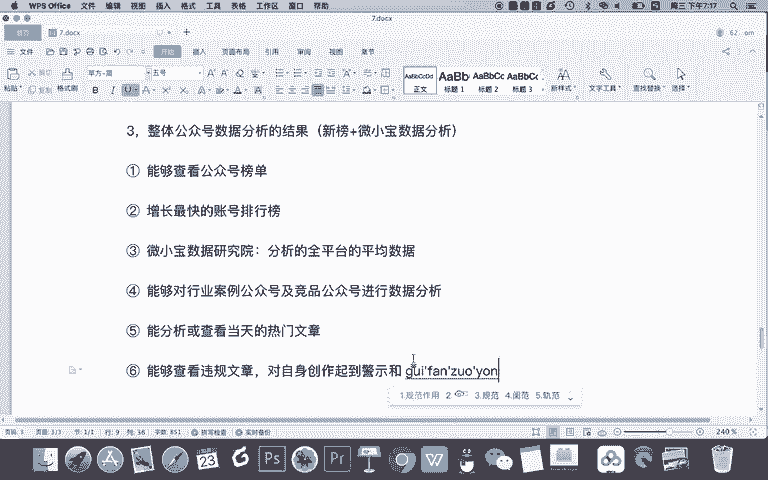 WPS Office 文件 编辑 视图 插入 格式 工具 表格 工作区 窗口 帮助 周三 下午7:17
7.docx
首页 7.docx
文件 开始 插入 页面布局 引用 审阅 视图 章节
粘贴 剪切 复制 格式刷 五号 AaBbCcDd 正文 AaBb 标题 1 AaBbCc 标题 2 AaBbCc 标题 3 新样式 文字工具 查找替换 选择
3，整体公众号数据分析的结果（新榜+微小宝数据分析）
① 能够查看公众号榜单
② 增长最快的账号排行榜
③ 微小宝数据研究院：分析的全平台的平均数据
④ 能够对行业案例公众号及竞品公众号进行数据分析
⑤ 能分析或查看当天的热门文章
⑥ 能够查看违规文章，对自身创作起到警示和 gui'fan'zuo'yon
1.规范作用 2 3.规范 4.阃范 5.轨范
页码: 3 页面: 3/3 节: 1/1 行: 9 列: 36 字数: 851 拼写检查 实时备份 240 %
23